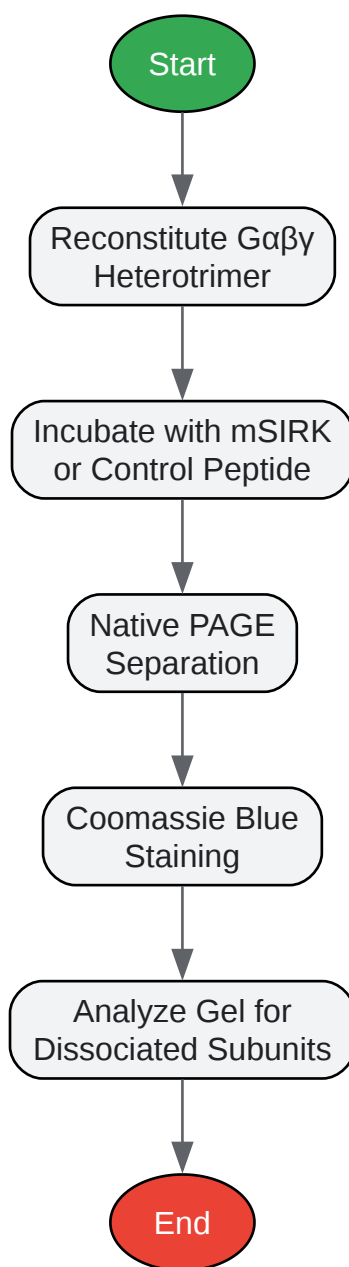 Start
Reconstitute Gαβγ
Heterotrimer
Incubate with mSIRK
or Control Peptide
Native PAGE
Separation
Coomassie Blue
Staining
Analyze Gel for
Dissociated Subunits
End